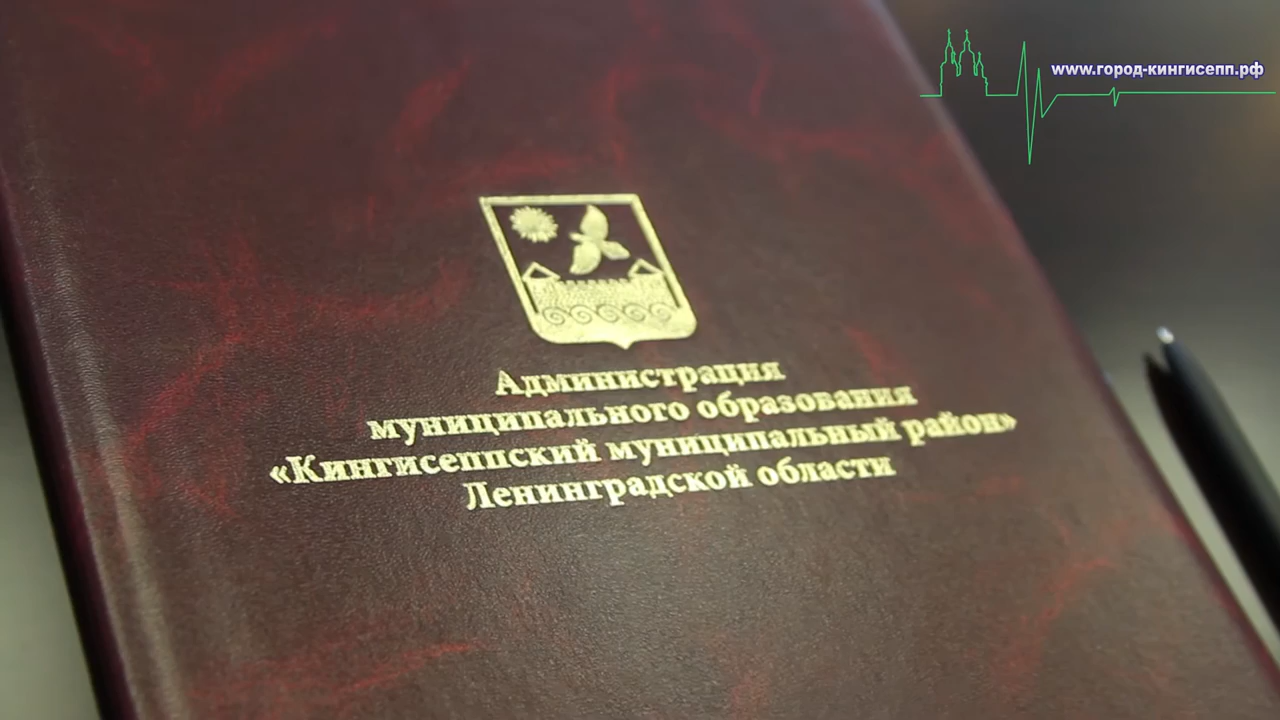 www.город-кингисепп.рф
Администрация
муниципального образования
«Кингисеппский муниципальный район»
Ленинградской области